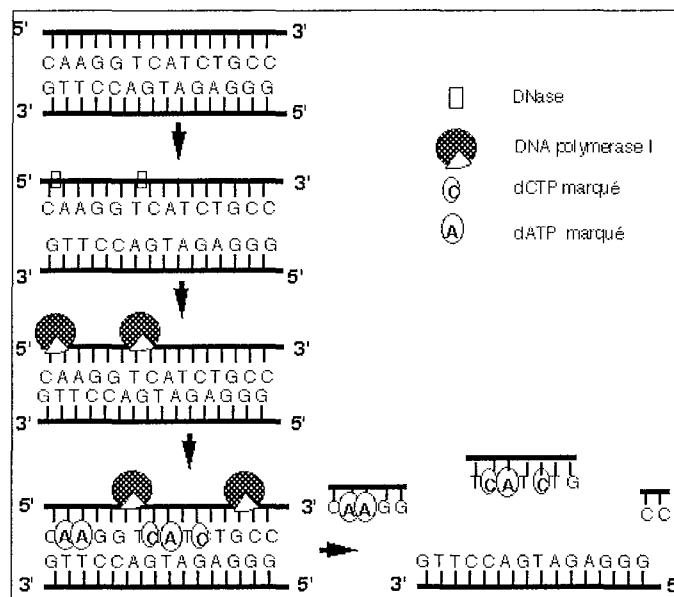 5' 3'
CAAGGTCATCTGCC
GTTCCAGTAGAGGG
3' 5'
DNase
DNA polymerase I
C dCTP marqué
A dATP marqué
5' 3'
CAAGGTCATCTGCC
GTTCCAGTAGAGGG
3' 5'
5' 3'
CAAGGTCATCTGCC
GTTCCAGTAGAGGG
3' 5'
5' 3'
CAAGGTCATCTGCC
GTTCCAGTAGAGGG
3' 5'
CAAGG
TCATCTG
CC
GTTCCAGTAGAGGG
3' 5'